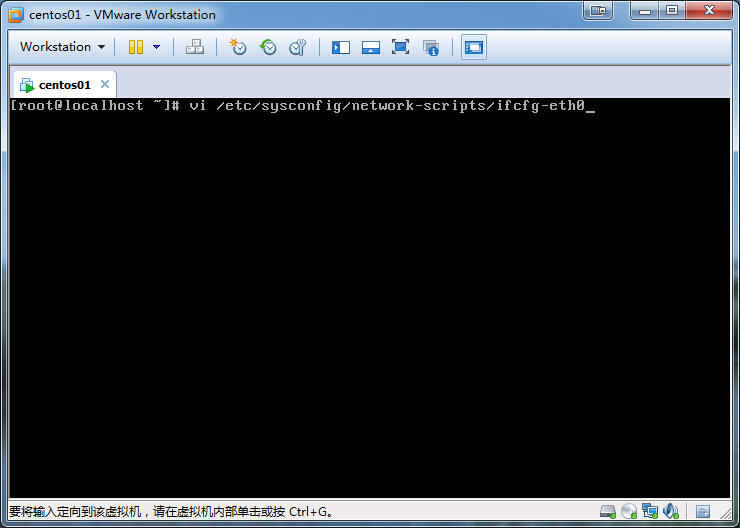 centos01 - VMware Workstation
Workstation
centos01
[root@localhost ~]# vi /etc/sysconfig/network-scripts/ifcfg-eth0_
要将输入定向到该虚拟机，请在虚拟机内部单击或按 Ctrl+G。